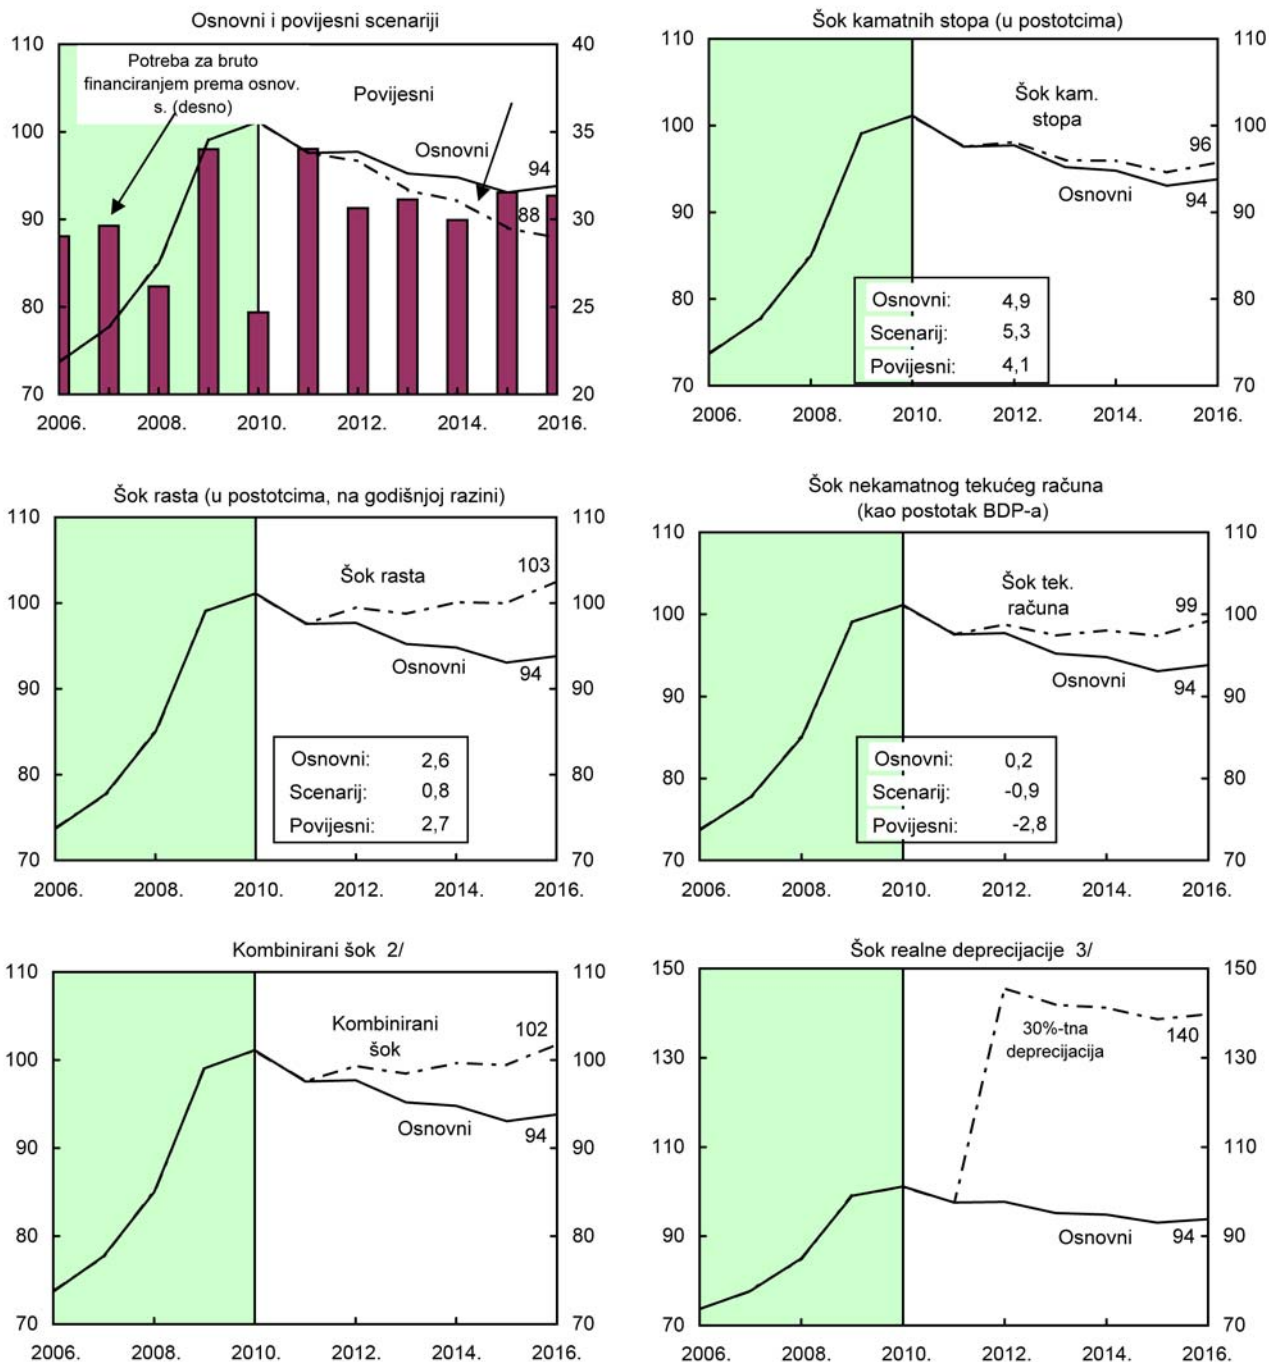 Osnovni i povijesni scenariji
110
100
90
80
70
40
35
30
25
20
Potreba za bruto
financiranjem prema osnov.
s. (desno)
Povijesni
Osnovni
94
88
2006. 2008. 2010. 2012. 2014. 2016.
Šok kamatnih stopa (u postotcima)
110
100
90
80
70
110
100
90
80
70
Šok kam.
stopa
96
Osnovni
94
Osnovni: 4,9
Scenarij: 5,3
Povijesni: 4,1
2006. 2008. 2010. 2012. 2014. 2016.
Šok rasta (u postotcima, na godišnjoj razini)
110
100
90
80
70
110
100
90
80
70
103
Šok rasta
Osnovni
94
Osnovni: 2,6
Scenarij: 0,8
Povijesni: 2,7
2006. 2008. 2010. 2012. 2014. 2016.
Šok nekamatnog tekućeg računa
(kao postotak BDP-a)
110
100
90
80
70
110
100
90
80
70
Šok tek.
računa
99
Osnovni
94
Osnovni: 0,2
Scenarij: -0,9
Povijesni: -2,8
2006. 2008. 2010. 2012. 2014. 2016.
Kombinirani šok 2/
110
100
90
80
70
110
100
90
80
70
Kombinirani
šok
102
Osnovni
94
2006. 2008. 2010. 2012. 2014. 2016.
Šok realne deprecijacije 3/
150
130
110
90
70
150
130
110
90
70
30%-tna
deprecijacija
140
Osnovni
94
2006. 2008. 2010. 2012. 2014. 2016.